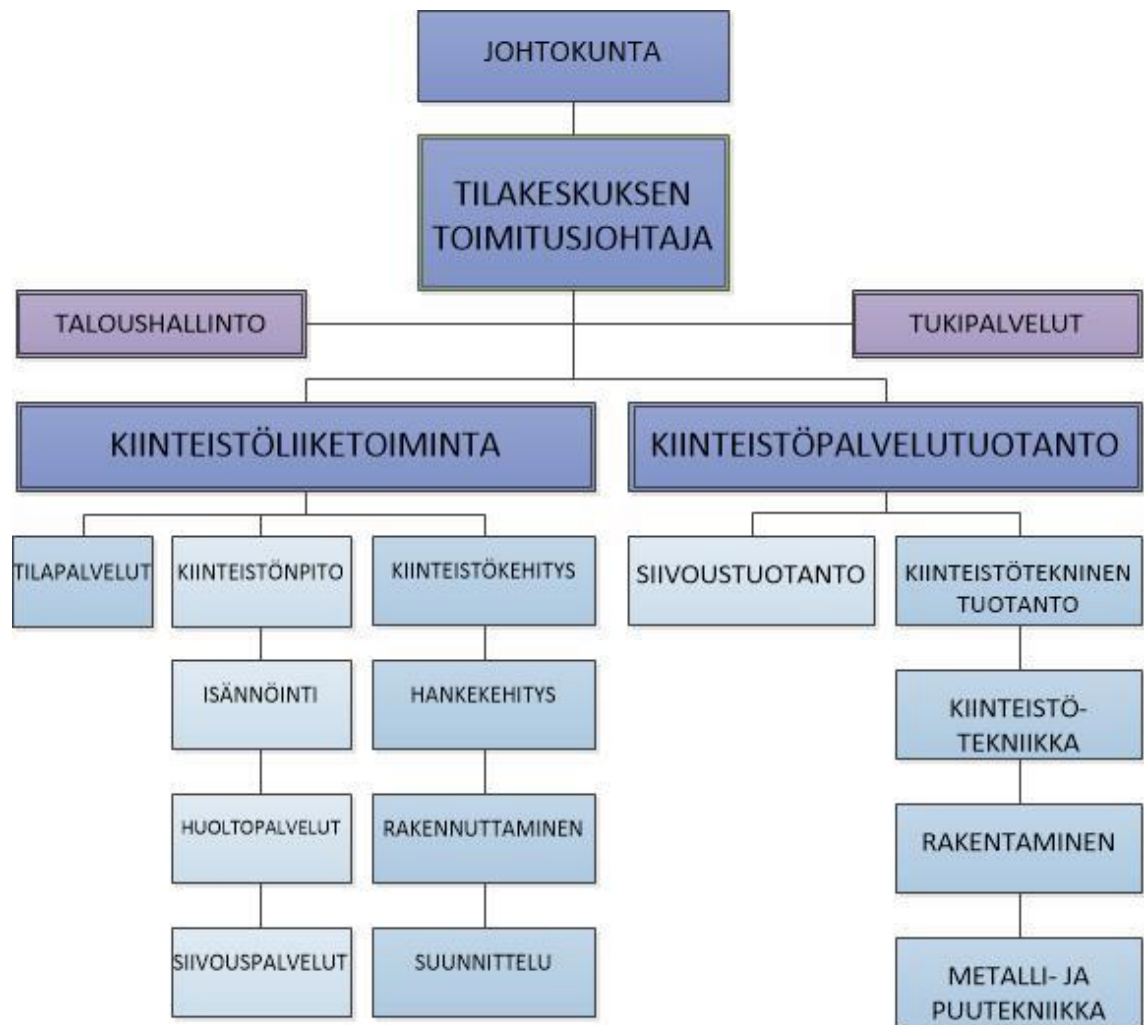 JOHTOKUNTA
TILAKESKUKSEN
TOIMITUSJOHTAJA
TALOUSHALLINTO
TUKIPALVELUT
KIINTEISTÖLIIKETOIMINTA
KIINTEISTÖPALVELUTUOTANTO
TILAPALVELUT
KIINTEISTÖNPITO
KIINTEISTÖKEHITYS
SIIVOUSTUOTANTO
KIINTEISTÖTEKNINEN
TUOTANTO
ISÄNNÖINTI
HANKEKEHITYS
KIINTEISTÖ-
TEKNIIKKA
HUOLTOPALVELUT
RAKENNUTTAMINEN
RAKENTAMINEN
SIIVOUSPALVELUT
SUUNNITTELU
METALLI- JA
PUUTEKNIIKKA